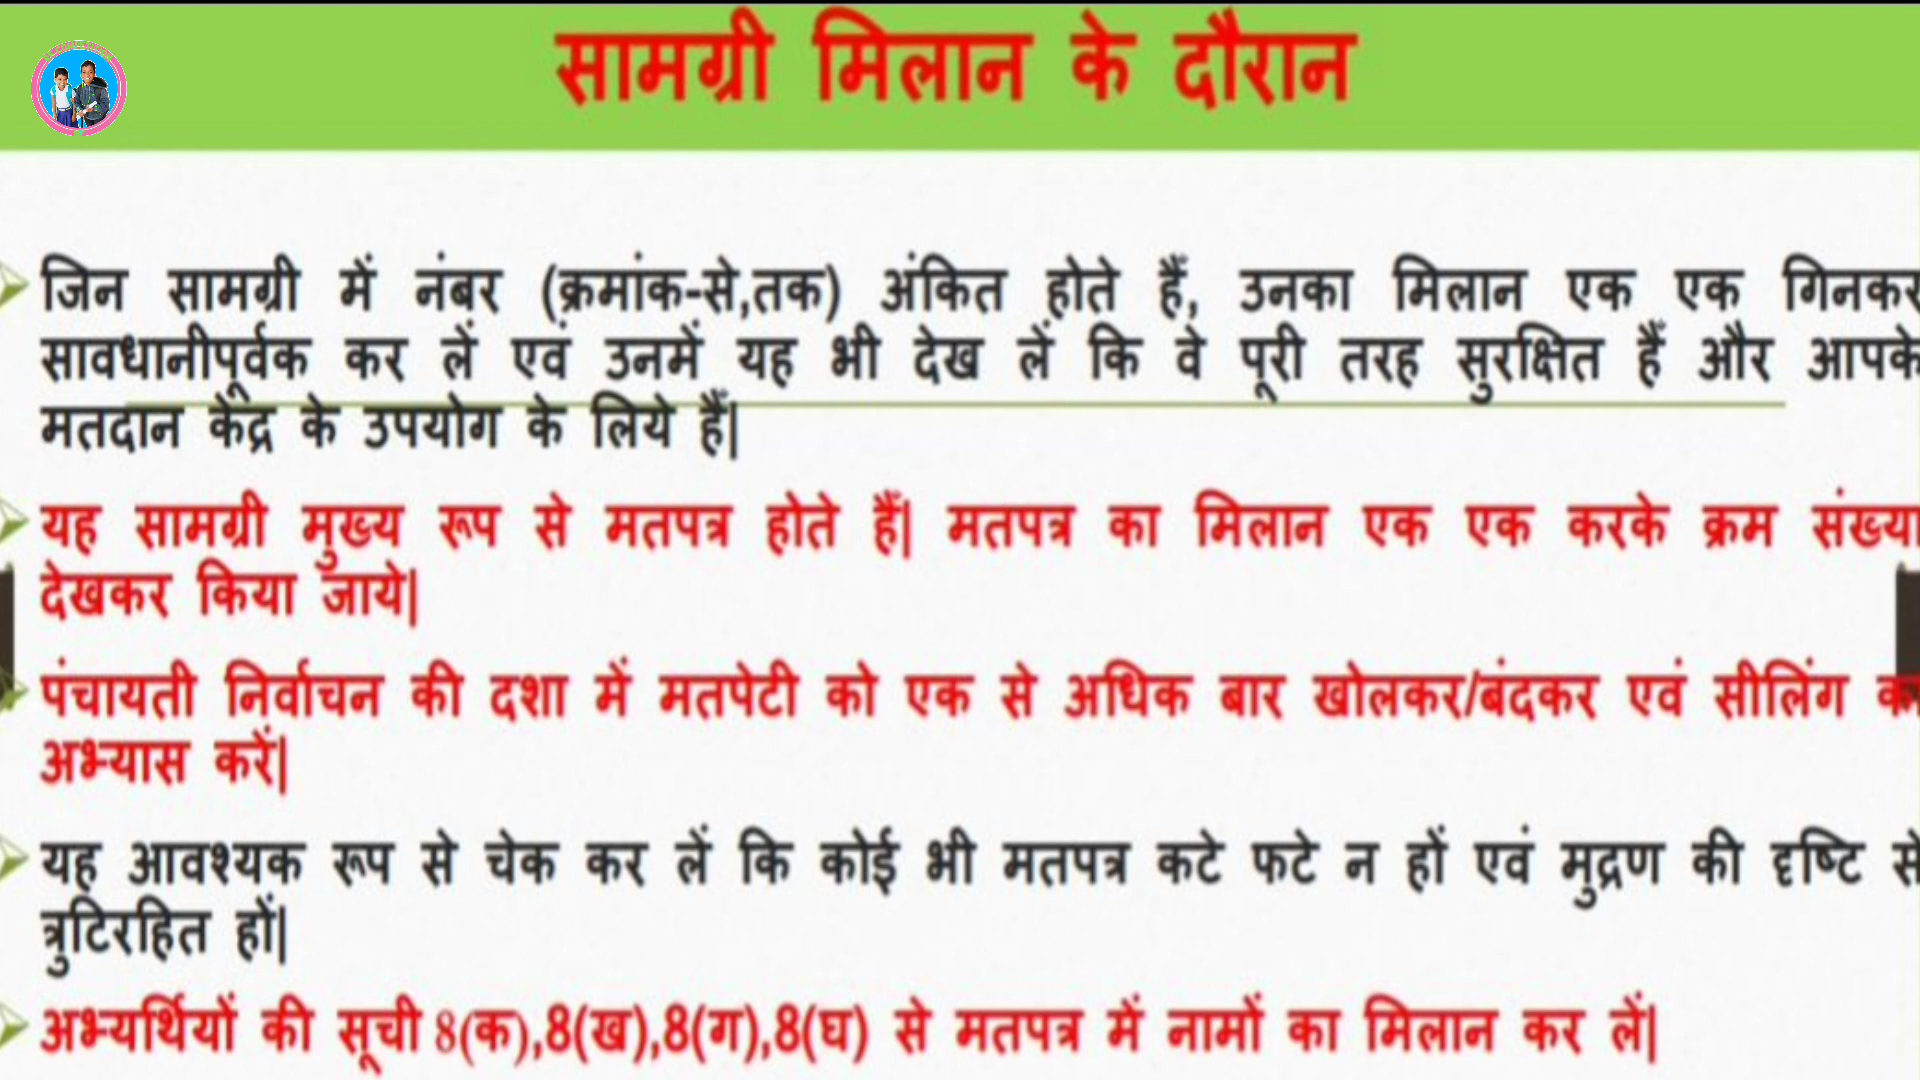 सामग्री मिलान के दौरान
जिन सामग्री में नंबर (क्रमांक-से,तक) अंकित होते हैं, उनका मिलान एक एक गिनकर
सावधानीपूर्वक कर लें एवं उनमें यह भी देख लें कि वे पूरी तरह सुरक्षित हैं और आपके
मतदान केंद्र के उपयोग के लिये हैं|
यह सामग्री मुख्य रूप से मतपत्र होते हैं| मतपत्र का मिलान एक एक करके क्रम संख्या
देखकर किया जाये|
पंचायती निर्वाचन की दशा में मतपेटी को एक से अधिक बार खोलकर/बंदकर एवं सीलिंग का
अभ्यास करें|
यह आवश्यक रूप से चेक कर लें कि कोई भी मतपत्र कटे फटे न हों एवं मुद्रण की दृष्टि से
त्रुटिरहित हों|
अभ्यर्थियों की सूची 8(क),8(ख),8(ग),8(घ) से मतपत्र में नामों का मिलान कर लें|